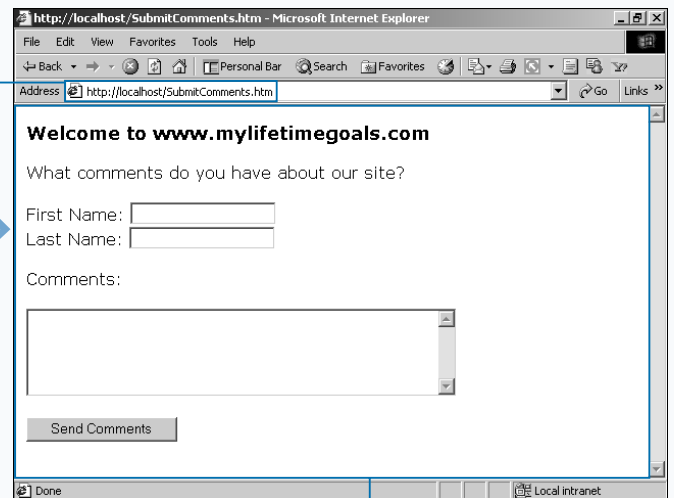 http://localhost/SubmitComments.htm - Microsoft Internet Explorer
File Edit View Favorites Tools Help
Back Personal Bar Search Favorites
Address http://localhost/SubmitComments.htm Go Links »
Welcome to www.mylifetimegoals.com
What comments do you have about our site?
First Name:
Last Name:
Comments:
Send Comments
Done Local intranet